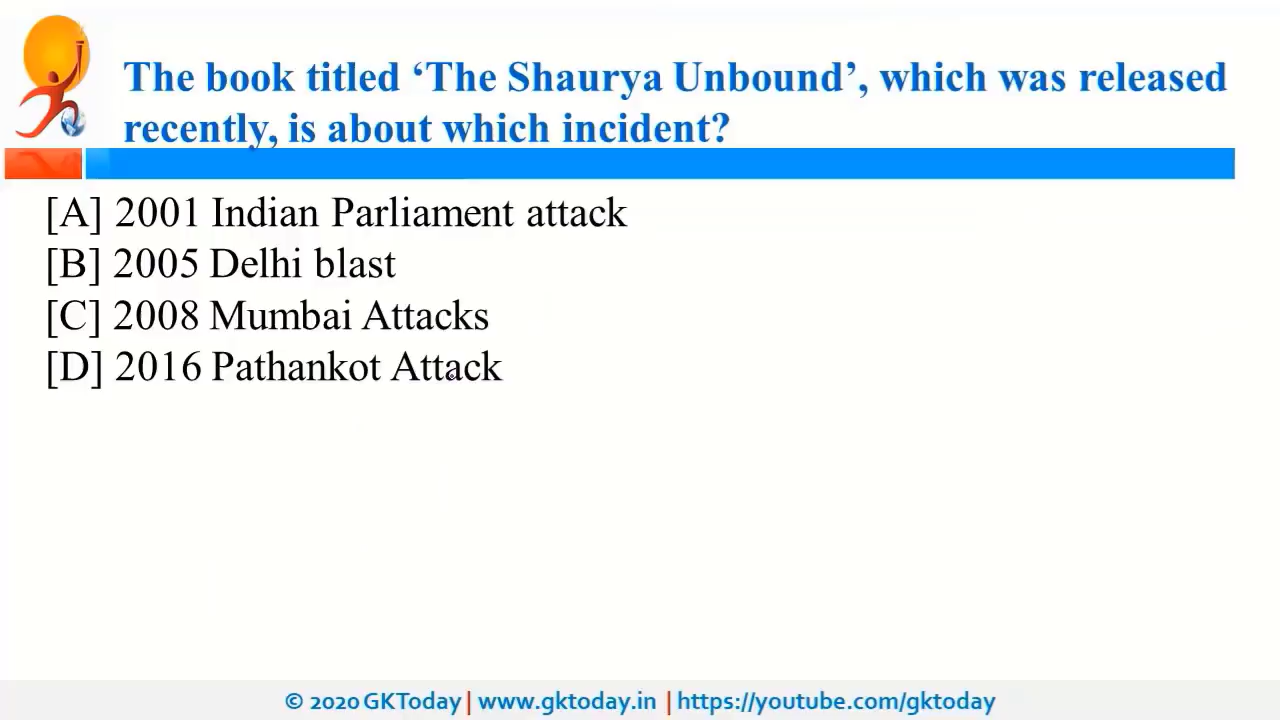 The book titled ‘The Shaurya Unbound’, which was released
recently, is about which incident?
[A] 2001 Indian Parliament attack
[B] 2005 Delhi blast
[C] 2008 Mumbai Attacks
[D] 2016 Pathankot Attack
© 2020 GKToday | www.gktoday.in | https://youtube.com/gktoday